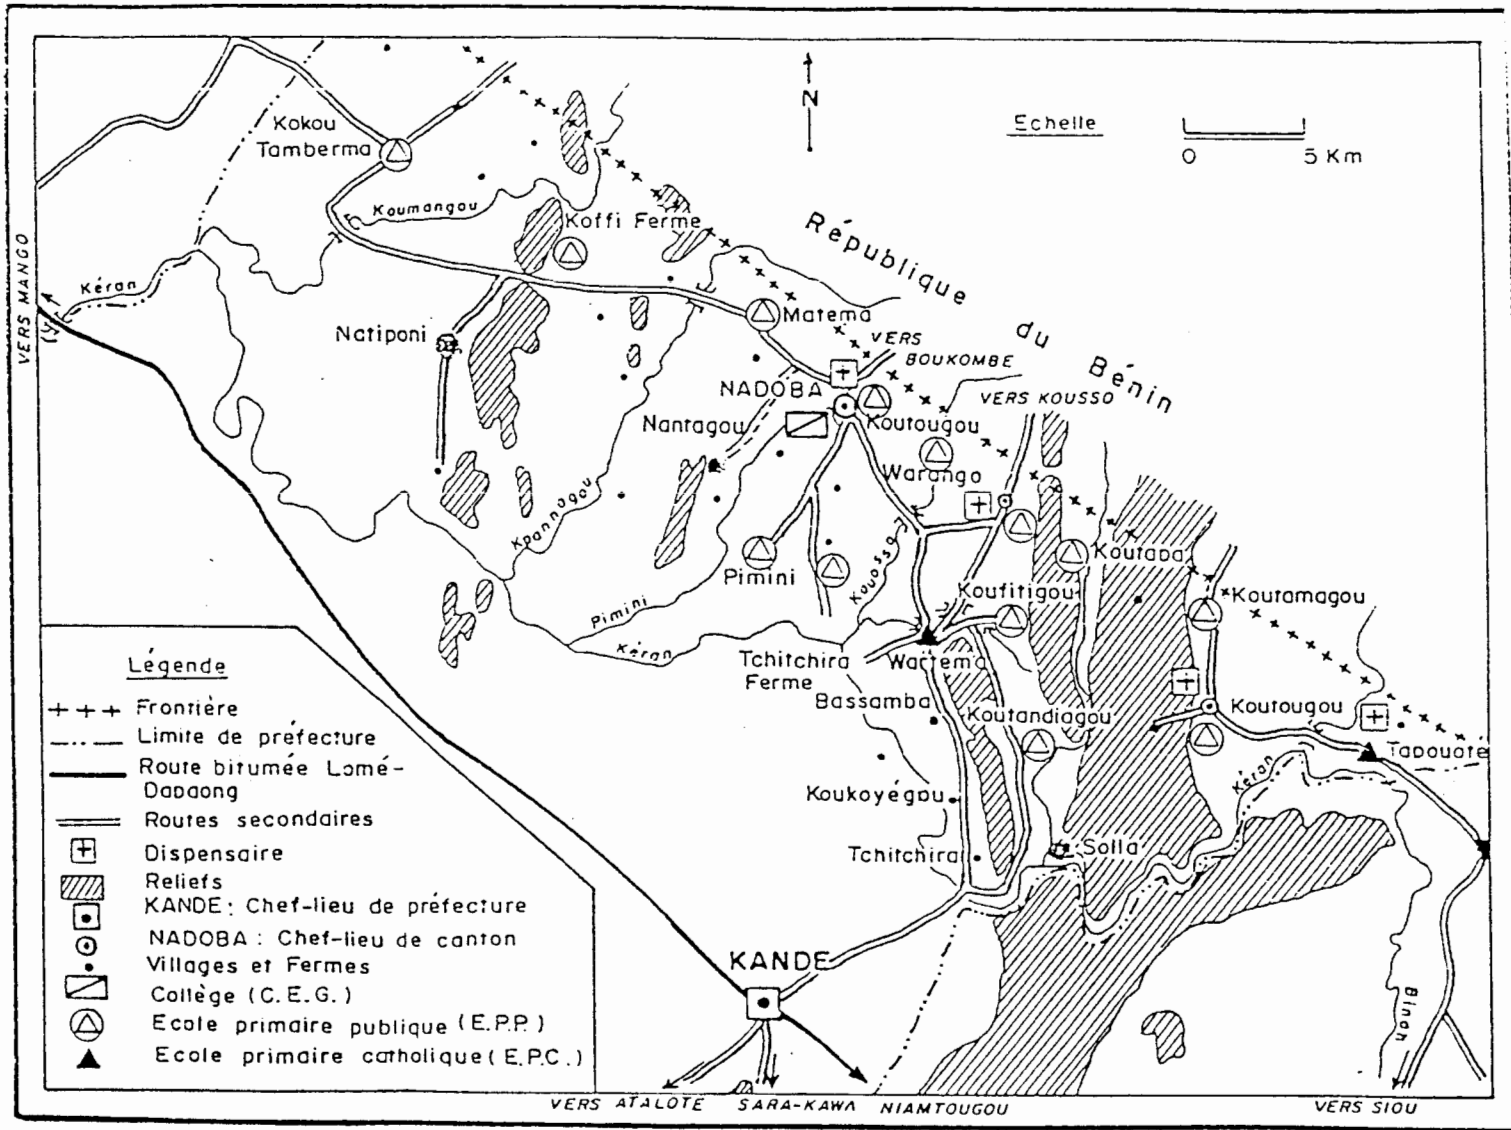 N
Echelle
0 5 Km
Kokou
Tamberma
Koumangou
Koffi Ferme
République du Bénin
VERS MANGO
Kéran
Natiponi
Matema
VERS
BOUKOMBE
NADOBA
VERS KOUSSO
Nantagou
Koutougou
Warango
Kpannagou
Pimini
Kouossa
Koutapa
Koufitigou
Koutamagou
Pimini
Kéran
Tchitchira
Ferme
Wartema
Bassamba
Koutandiagou
Koutougou
Tapouaté
Kéran
Koukoyégou
Tchitchira
Solla
KANDE
Binan
Légende
+++ Frontière
Limite de préfecture
Route bitumée Lomé-
Dapaong
Routes secondaires
Dispensaire
Reliefs
KANDE: Chef-lieu de préfecture
NADOBA : Chef-lieu de canton
Villages et Fermes
Collège (C.E.G.)
Ecole primaire publique (E.P.P.)
Ecole primaire catholique (E.P.C.)
VERS ATALOTE SARA-KAWA NIAMTOUGOU VERS SIOU